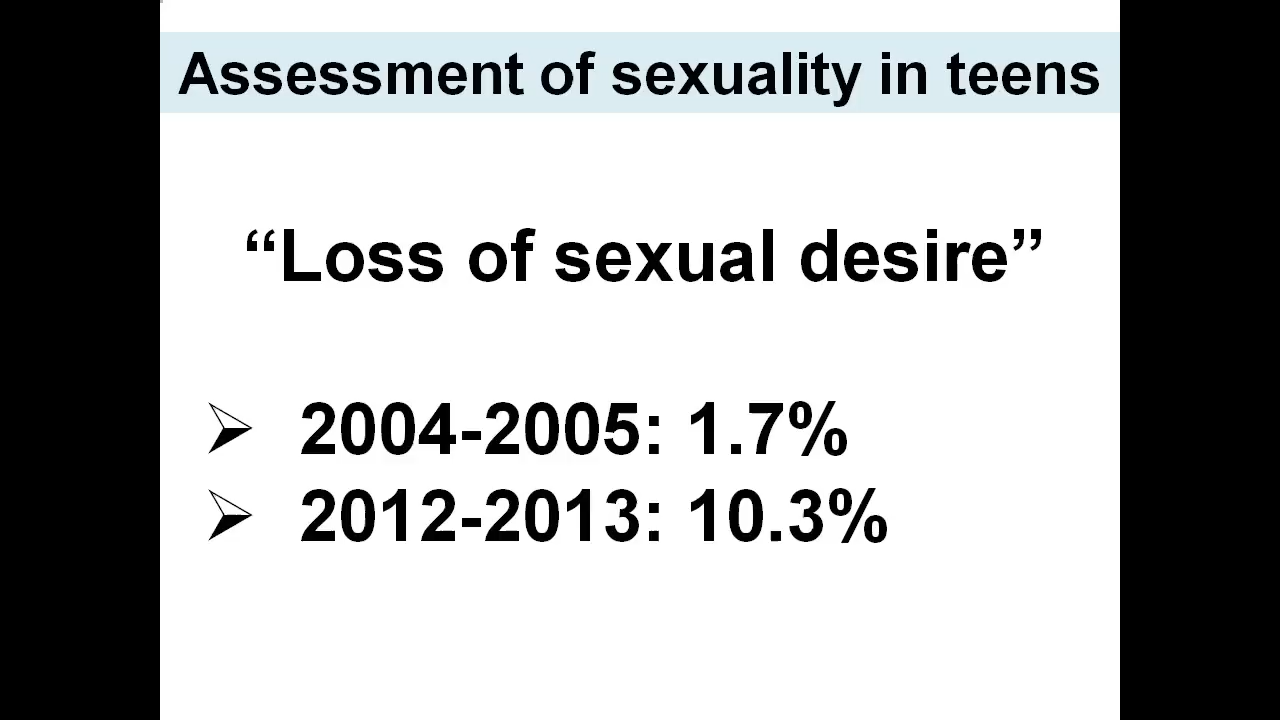 Assessment of sexuality in teens
“Loss of sexual desire”
➢ 2004-2005: 1.7%
➢ 2012-2013: 10.3%